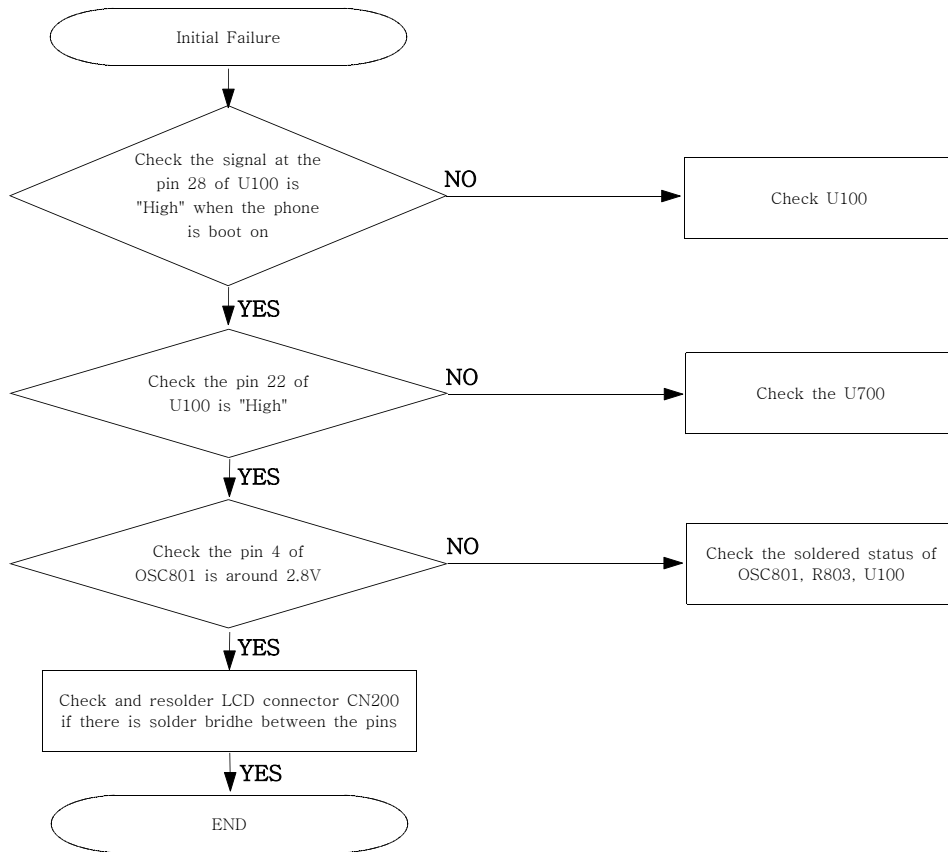 Initial Failure
Check the signal at the
pin 28 of U100 is
"High" when the phone
is boot on
NO
Check U100
YES
Check the pin 22 of
U100 is "High"
NO
Check the U700
YES
Check the pin 4 of
OSC801 is around 2.8V
NO
Check the soldered status of
OSC801, R803, U100
YES
Check and resolder LCD connector CN200
if there is solder bridhe between the pins
YES
END